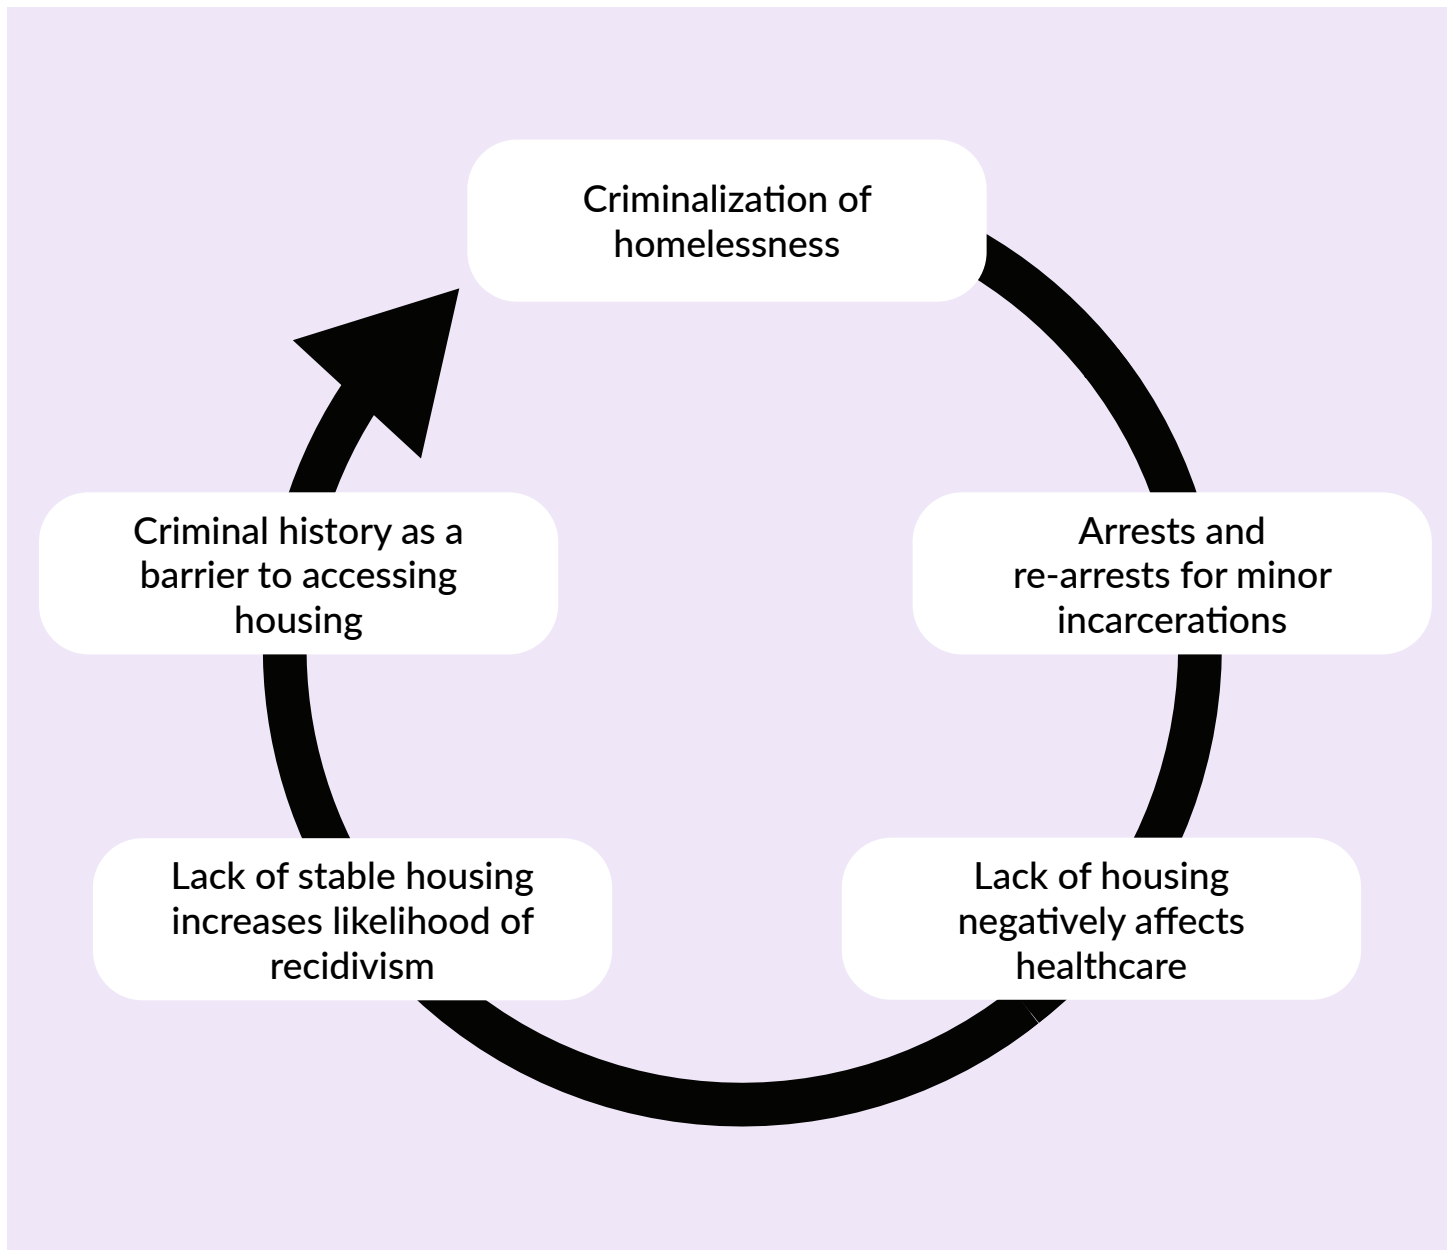 Criminalization of
homelessness
Arrests and
re-arrests for minor
incarcerations
Lack of housing
negatively affects
healthcare
Lack of stable housing
increases likelihood of
recidivism
Criminal history as a
barrier to accessing
housing